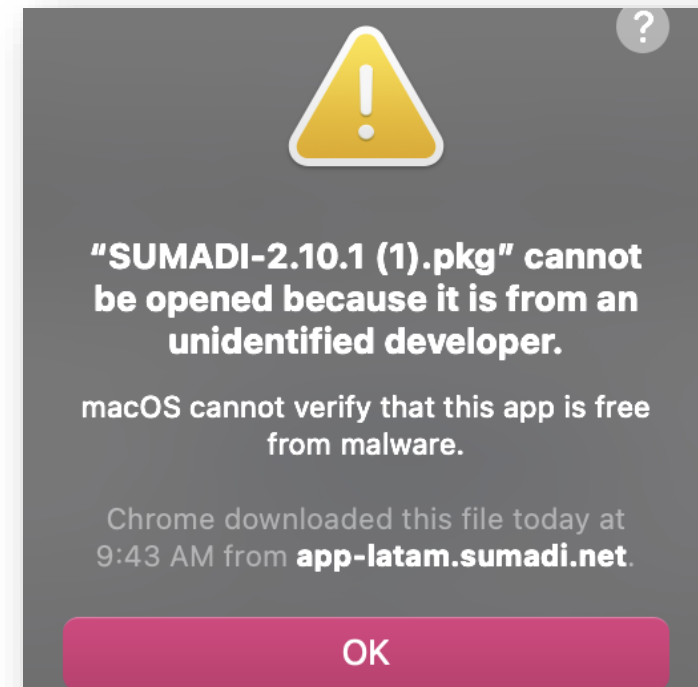 ?
"SUMADI-2.10.1 (1).pkg" cannot
be opened because it is from an
unidentified developer.
macOS cannot verify that this app is free
from malware.
Chrome downloaded this file today at
9:43 AM from app-latam.sumadi.net.
OK